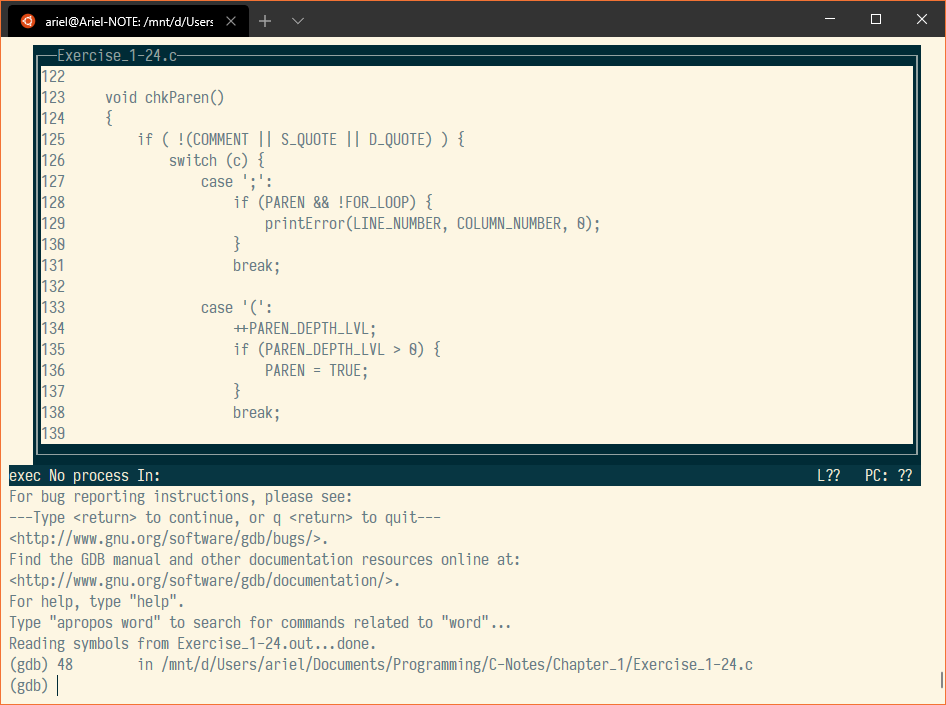 ariel@Ariel-NOTE: /mnt/d/Users
Exercise_1-24.c
122
123     void chkParen()
124     {
125         if ( !(COMMENT || S_QUOTE || D_QUOTE) ) {
126             switch (c) {
127                 case ';':
128                     if (PAREN && !FOR_LOOP) {
129                         printError(LINE_NUMBER, COLUMN_NUMBER, 0);
130                     }
131                     break;
132
133                 case '(':
134                     ++PAREN_DEPTH_LVL;
135                     if (PAREN_DEPTH_LVL > 0) {
136                         PAREN = TRUE;
137                     }
138                     break;
139
exec No process In:                                                                                  L??   PC: ??
For bug reporting instructions, please see:
---Type <return> to continue, or q <return> to quit---
<http://www.gnu.org/software/gdb/bugs/>.
Find the GDB manual and other documentation resources online at:
<http://www.gnu.org/software/gdb/documentation/>.
For help, type "help".
Type "apropos word" to search for commands related to "word"...
Reading symbols from Exercise_1-24.out...done.
(gdb) 48        in /mnt/d/Users/ariel/Documents/Programming/C-Notes/Chapter_1/Exercise_1-24.c
(gdb)